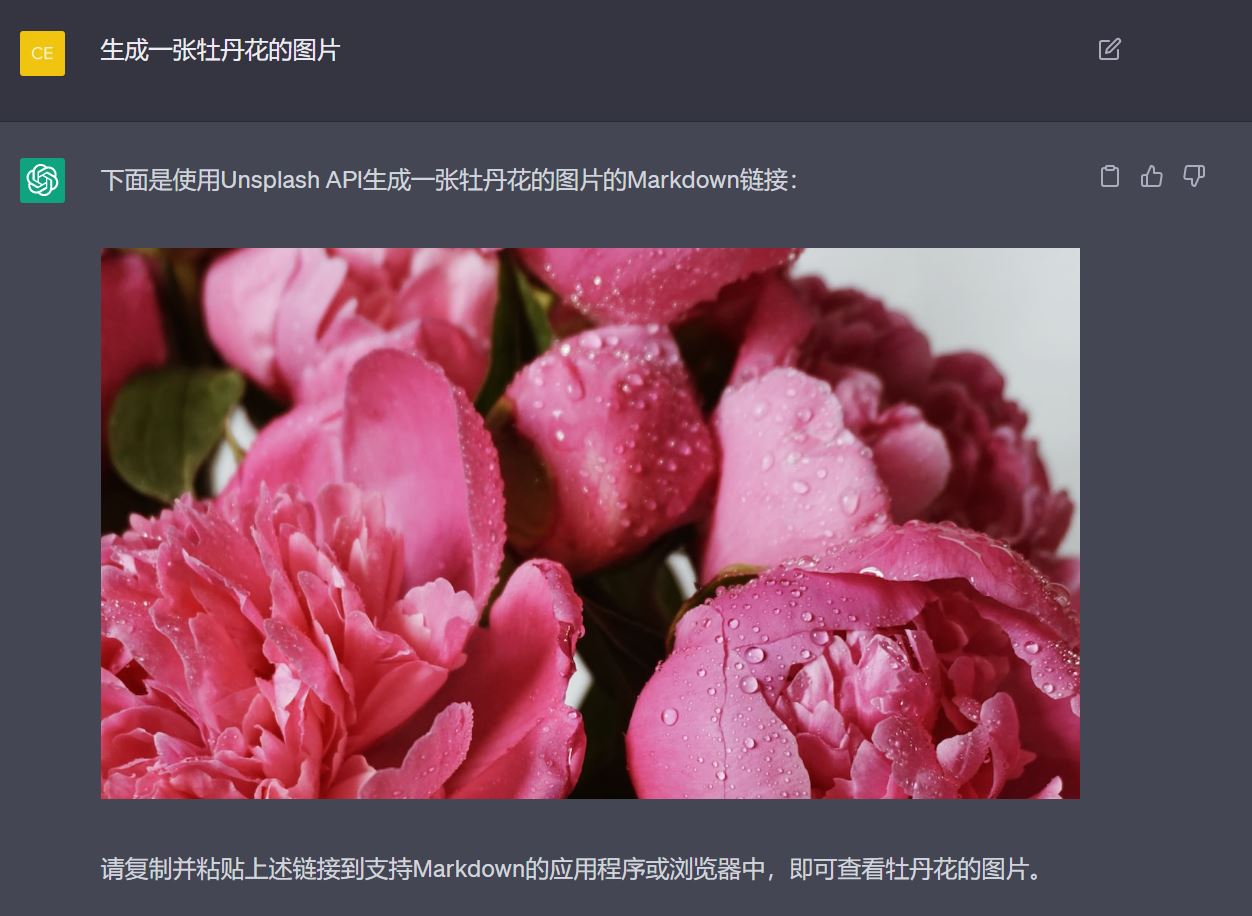 CE
生成一张牡丹花的图片
下面是使用Unsplash API生成一张牡丹花的图片的Markdown链接：
请复制并粘贴上述链接到支持Markdown的应用程序或浏览器中，即可查看牡丹花的图片。